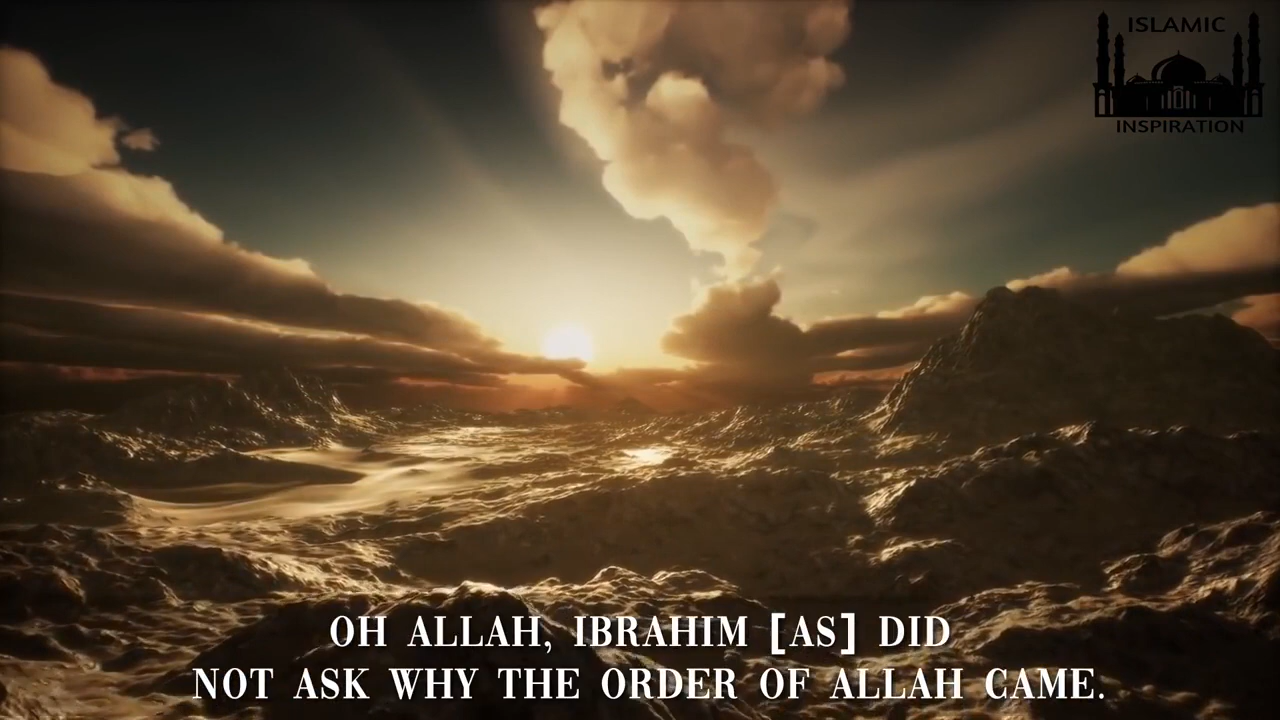 ISLAMIC
INSPIRATION
OH ALLAH, IBRAHIM [AS] DID
NOT ASK WHY THE ORDER OF ALLAH CAME.